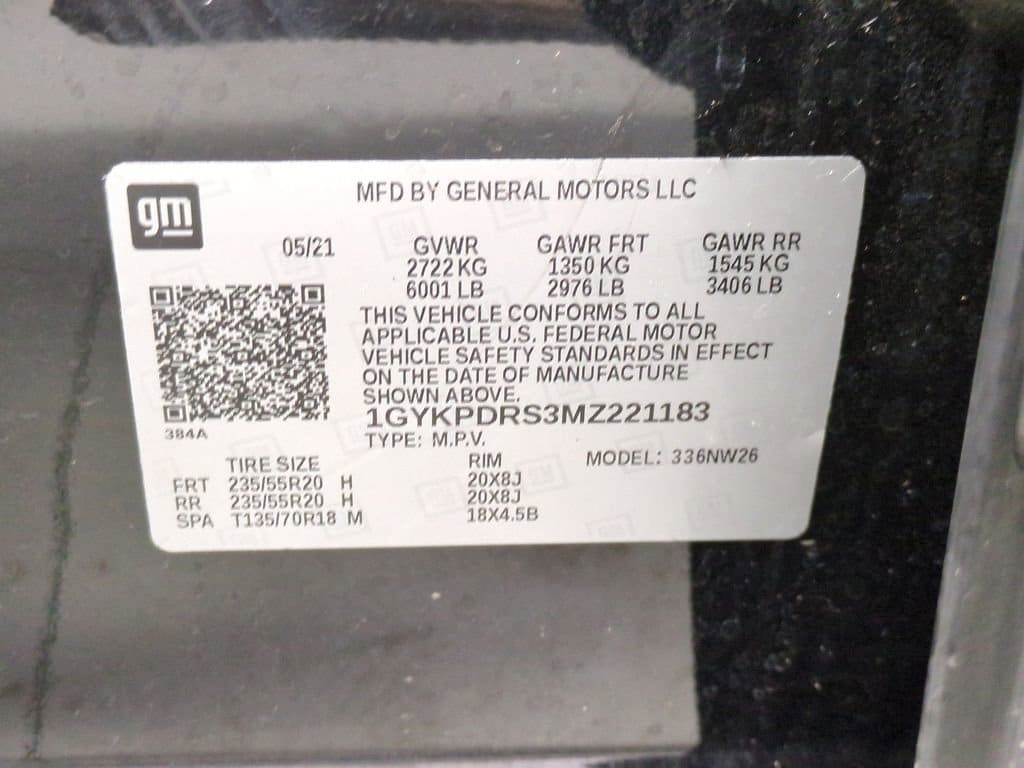 gm
MFD BY GENERAL MOTORS LLC
05/21 GVWR GAWR FRT GAWR RR
2722 KG 1350 KG 1545 KG
6001 LB 2976 LB 3406 LB
THIS VEHICLE CONFORMS TO ALL
APPLICABLE U.S. FEDERAL MOTOR
VEHICLE SAFETY STANDARDS IN EFFECT
ON THE DATE OF MANUFACTURE
SHOWN ABOVE.
1GYKPDRS3MZ221183
384A
TYPE: M.P.V.
TIRE SIZE RIM MODEL: 336NW26
FRT 235/55R20 H 20X8J
RR 235/55R20 H 20X8J
SPA T135/70R18 M 18X4.5B